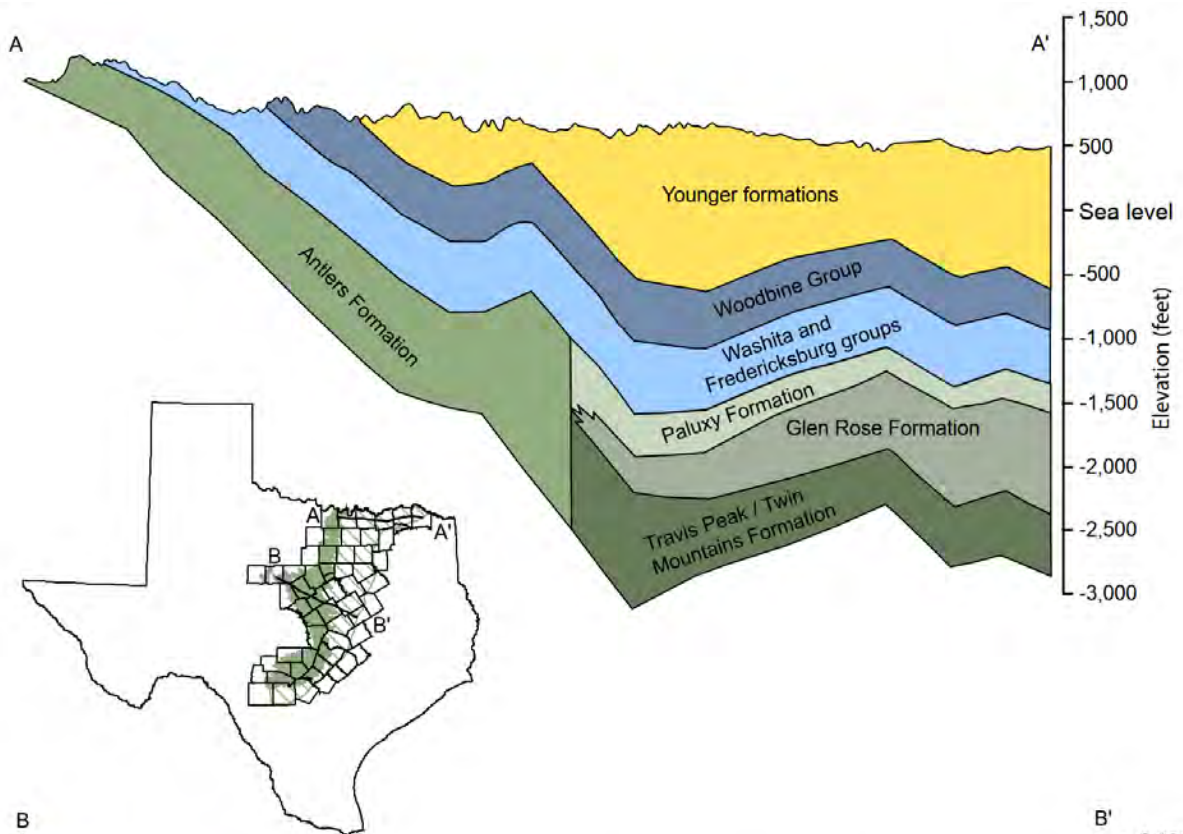 A
A'
1,500
1,000
500
Sea level
-500
-1,000
-1,500
-2,000
-2,500
-3,000
Elevation (feet)
Younger formations
Woodbine Group
Washita and
Fredericksburg groups
Paluxy Formation
Glen Rose Formation
Travis Peak / Twin
Mountains Formation
Antlers Formation
A
A'
B
B'
B
B'